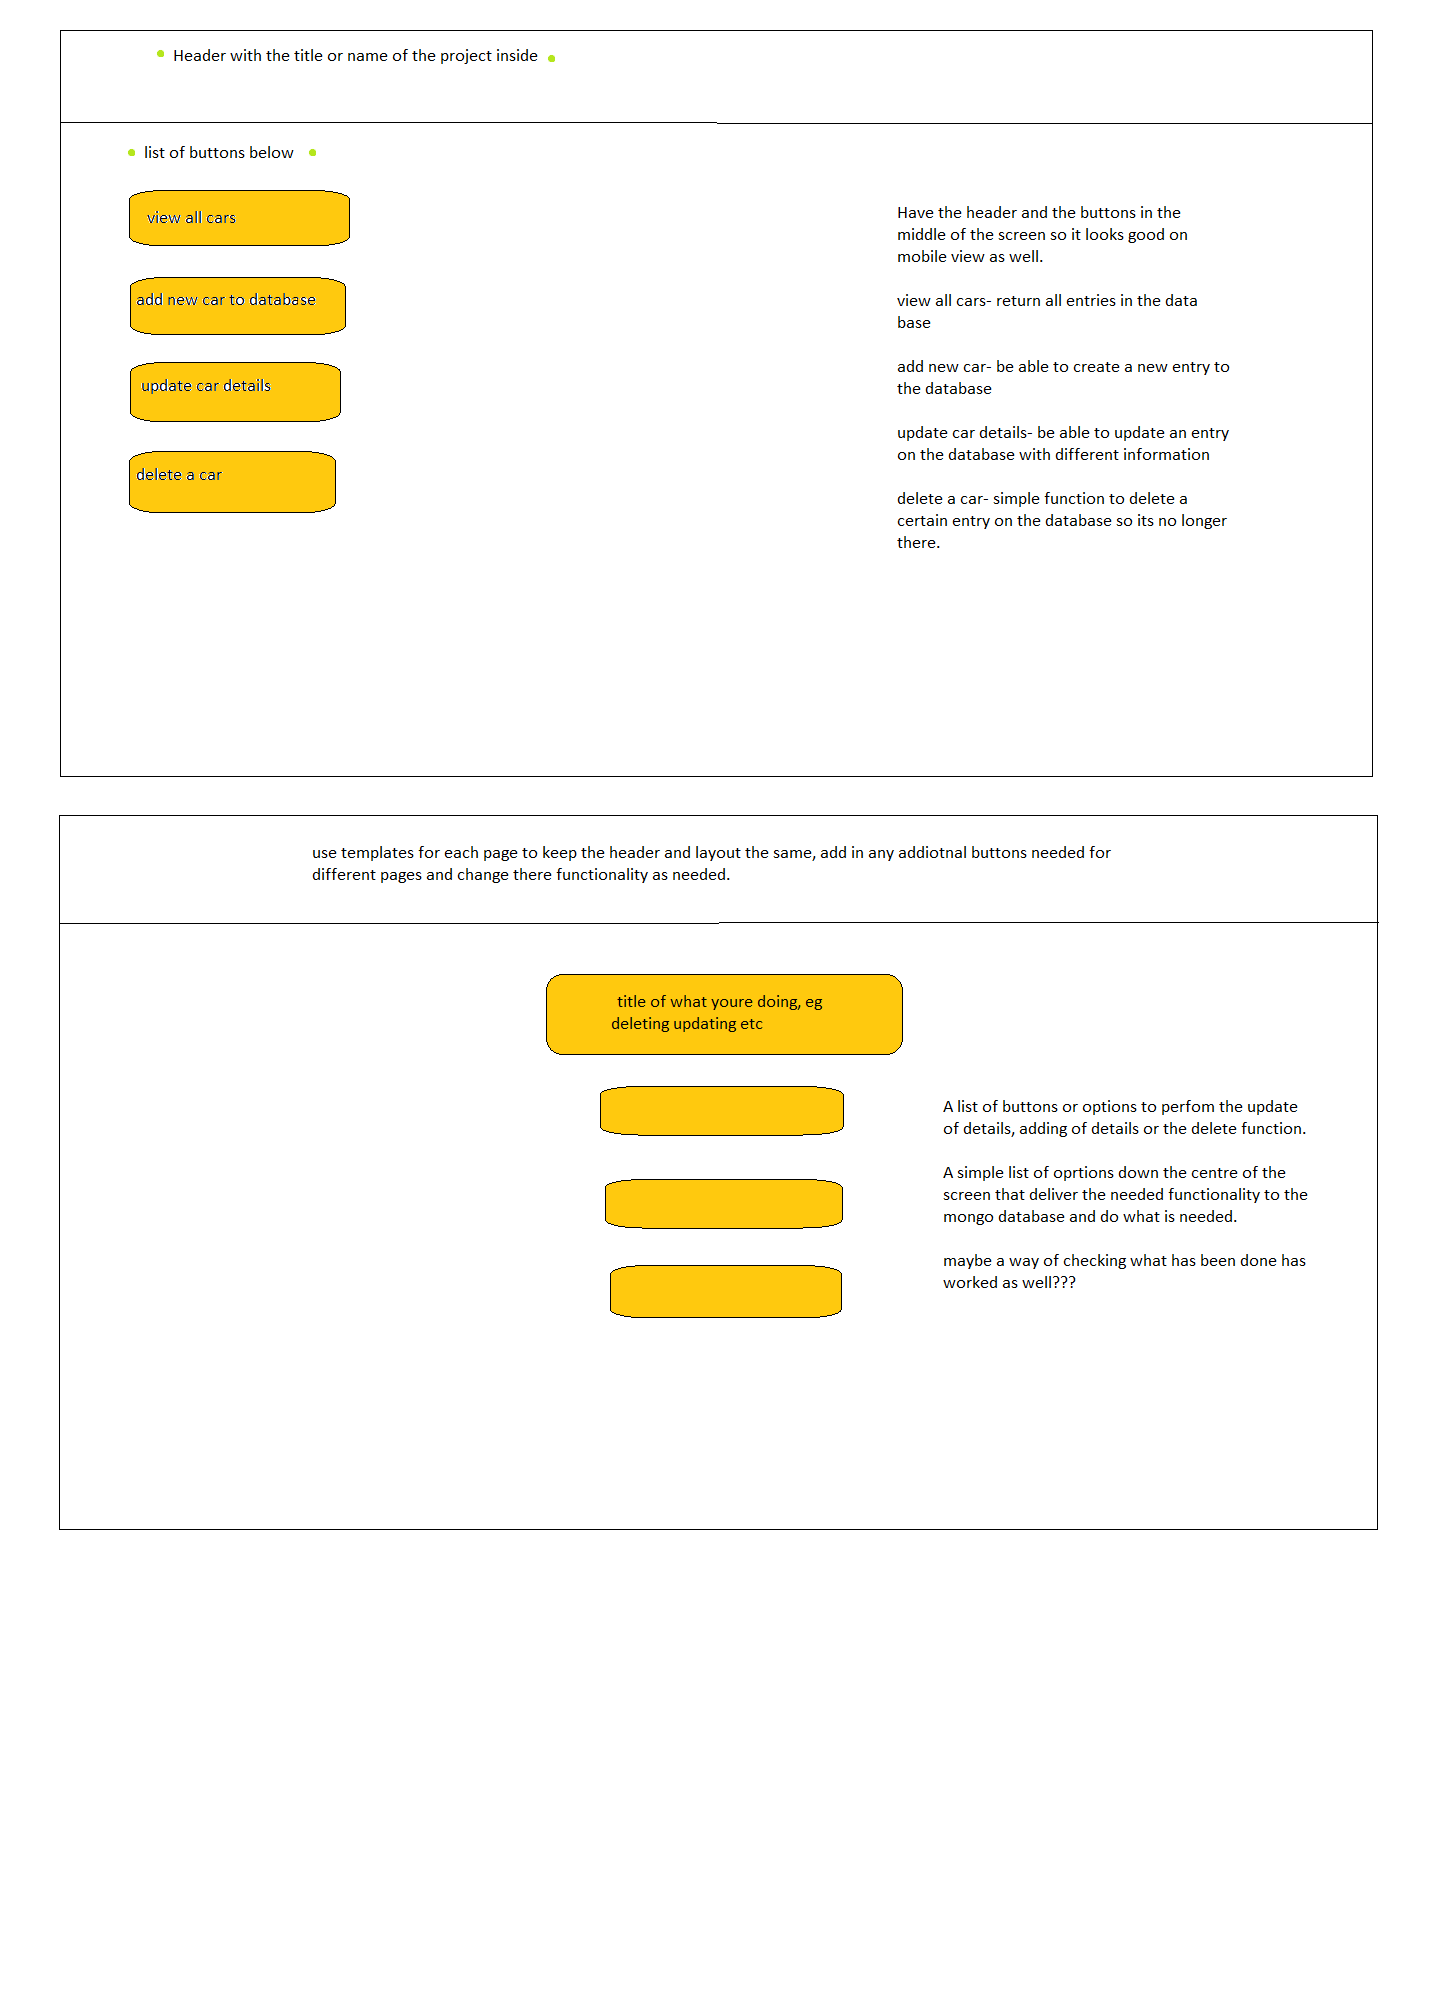 Header with the title or name of the project inside
list of buttons below
view all cars
add new car to database
update car details
delete a car
Have the header and the buttons in the
middle of the screen so it looks good on
mobile view as well.
view all cars- return all entries in the data
base
add new car- be able to create a new entry to
the database
update car details- be able to update an entry
on the database with different information
delete a car- simple function to delete a
certain entry on the database so its no longer
there.
use templates for each page to keep the header and layout the same, add in any addiotnal buttons needed for
different pages and change there functionality as needed.
title of what youre doing, eg
deleting updating etc
A list of buttons or options to perfom the update
of details, adding of details or the delete function.
A simple list of oprtions down the centre of the
screen that deliver the needed functionality to the
mongo database and do what is needed.
maybe a way of checking what has been done has
worked as well???